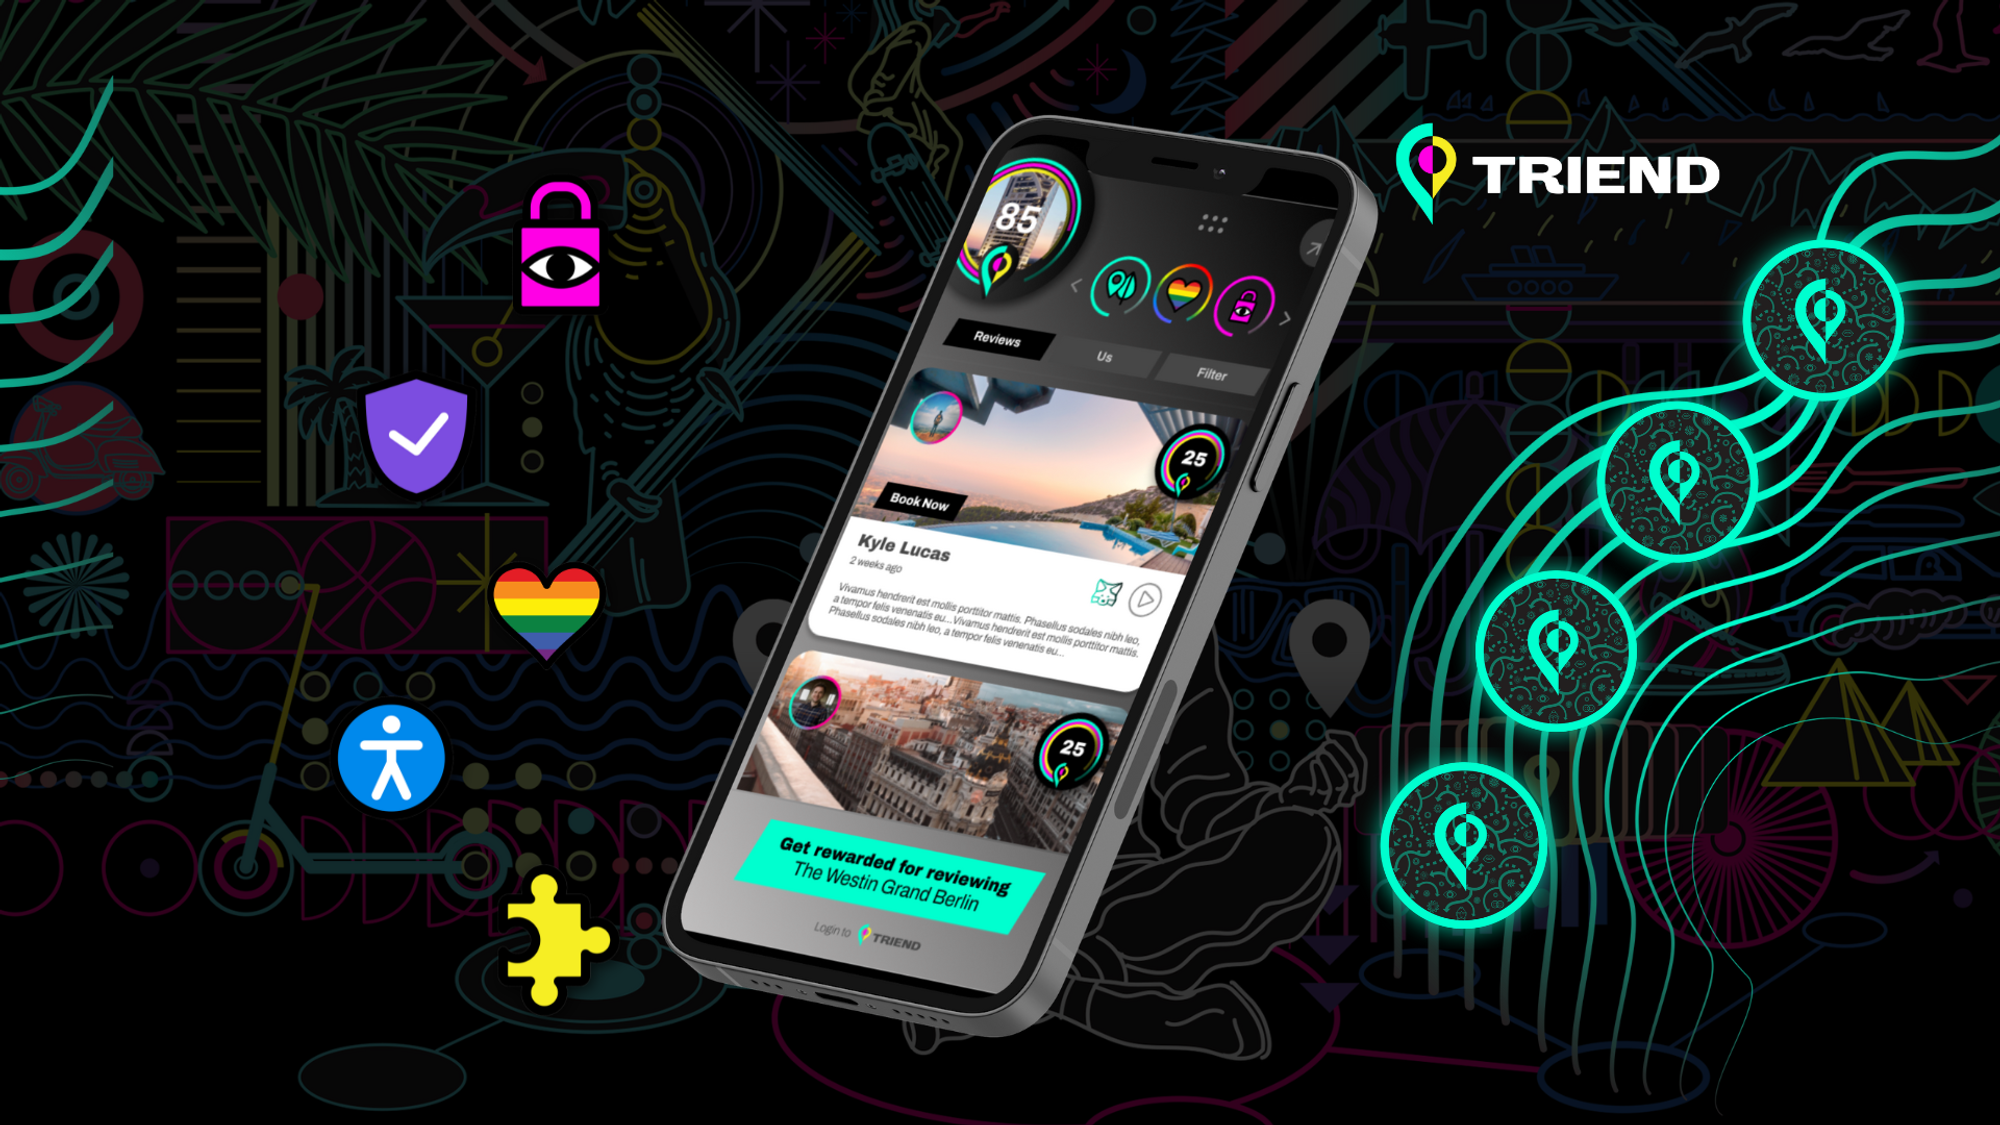 TRIEND
85
Reviews
Us
Filter
25
Book Now
Kyle Lucas
2 weeks ago
Vivamus hendrerit est mollis porttitor mattis. Phasellus sodales nibh leo,
a tempor felis venenatis eu...Vivamus hendrerit est mollis porttitor mattis.
Phasellus sodales nibh leo, a tempor felis venenatis eu...
25
Get rewarded for reviewing
The Westin Grand Berlin
Login to TRIEND